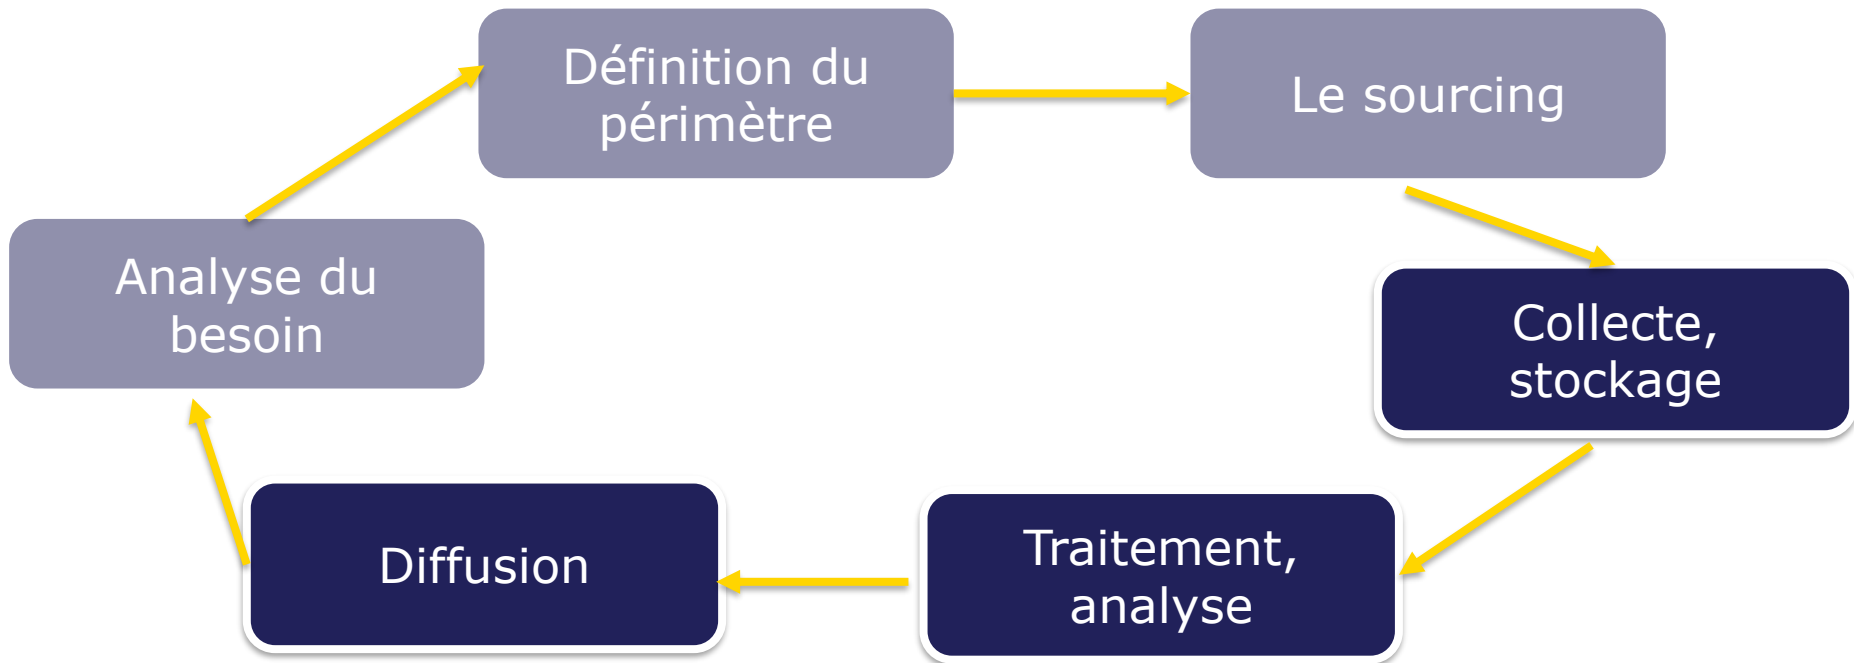 Définition du
périmètre
Le sourcing
Analyse du
besoin
Collecte,
stockage
Diffusion
Traitement,
analyse